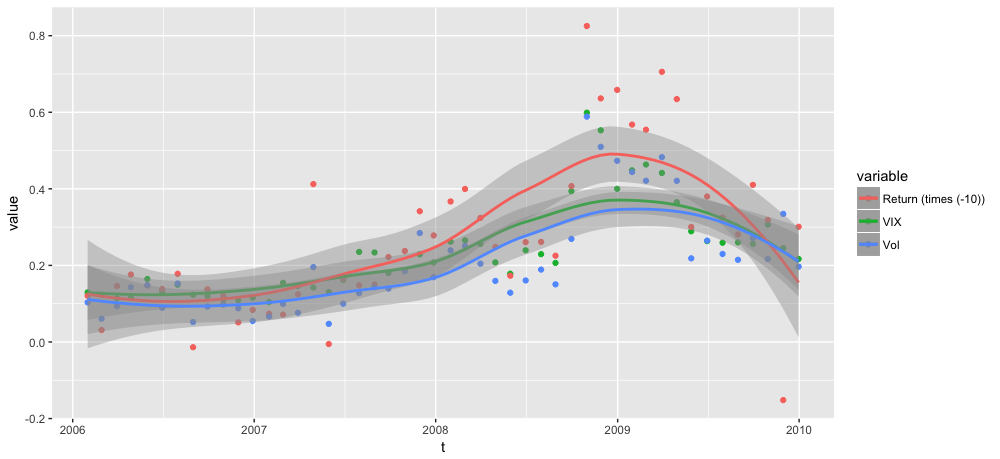 value
0.8
0.6
0.4
0.2
0.0
-0.2
2006
2007
2008
2009
2010
t
variable
Return (times (-10))
VIX
Vol